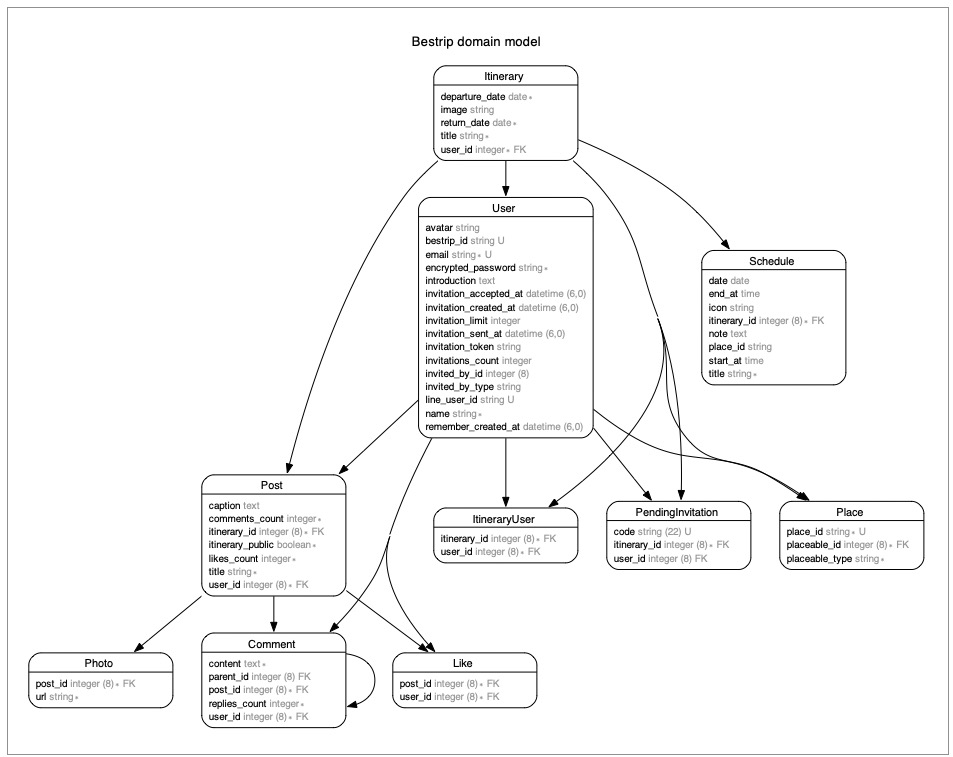 Bestrip domain model
Itinerary
departure_date date∗
image string
return_date date∗
title string∗
user_id integer∗ FK
User
avatar string
bestrip_id string U
email string∗ U
encrypted_password string∗
introduction text
invitation_accepted_at datetime (6,0)
invitation_created_at datetime (6,0)
invitation_limit integer
invitation_sent_at datetime (6,0)
invitation_token string
invitations_count integer
invited_by_id integer (8)
invited_by_type string
line_user_id string U
name string∗
remember_created_at datetime (6,0)
Schedule
date date
end_at time
icon string
itinerary_id integer (8)∗ FK
note text
place_id string
start_at time
title string∗
Post
caption text
comments_count integer∗
itinerary_id integer (8)∗ FK
itinerary_public boolean∗
likes_count integer∗
title string∗
user_id integer (8)∗ FK
ItineraryUser
itinerary_id integer (8)∗ FK
user_id integer (8)∗ FK
PendingInvitation
code string (22) U
itinerary_id integer (8)∗ FK
user_id integer (8) FK
Place
place_id string∗ U
placeable_id integer (8)∗ FK
placeable_type string∗
Photo
post_id integer (8)∗ FK
url string∗
Comment
content text∗
parent_id integer (8) FK
post_id integer (8)∗ FK
replies_count integer∗
user_id integer (8)∗ FK
Like
post_id integer (8)∗ FK
user_id integer (8)∗ FK